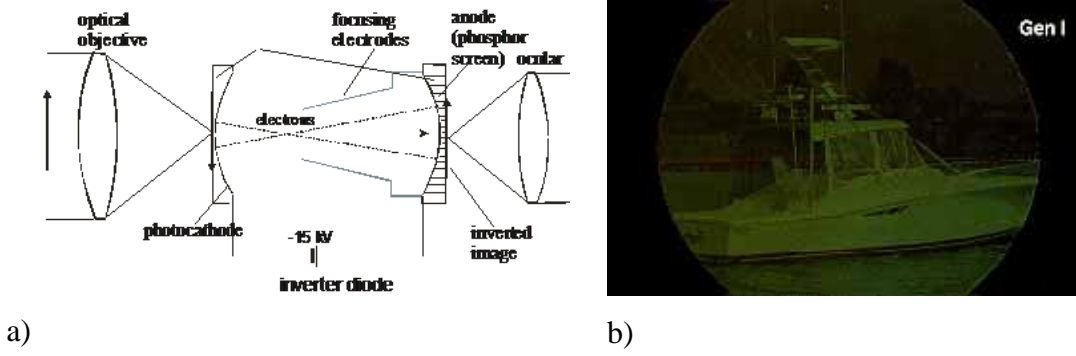 optical
objective
focusing
electrodes
anode
(phosphor
screen) ocular
electrons
photocathode
-15 kV
inverter diode
inverted
image
Gen I
a)
b)